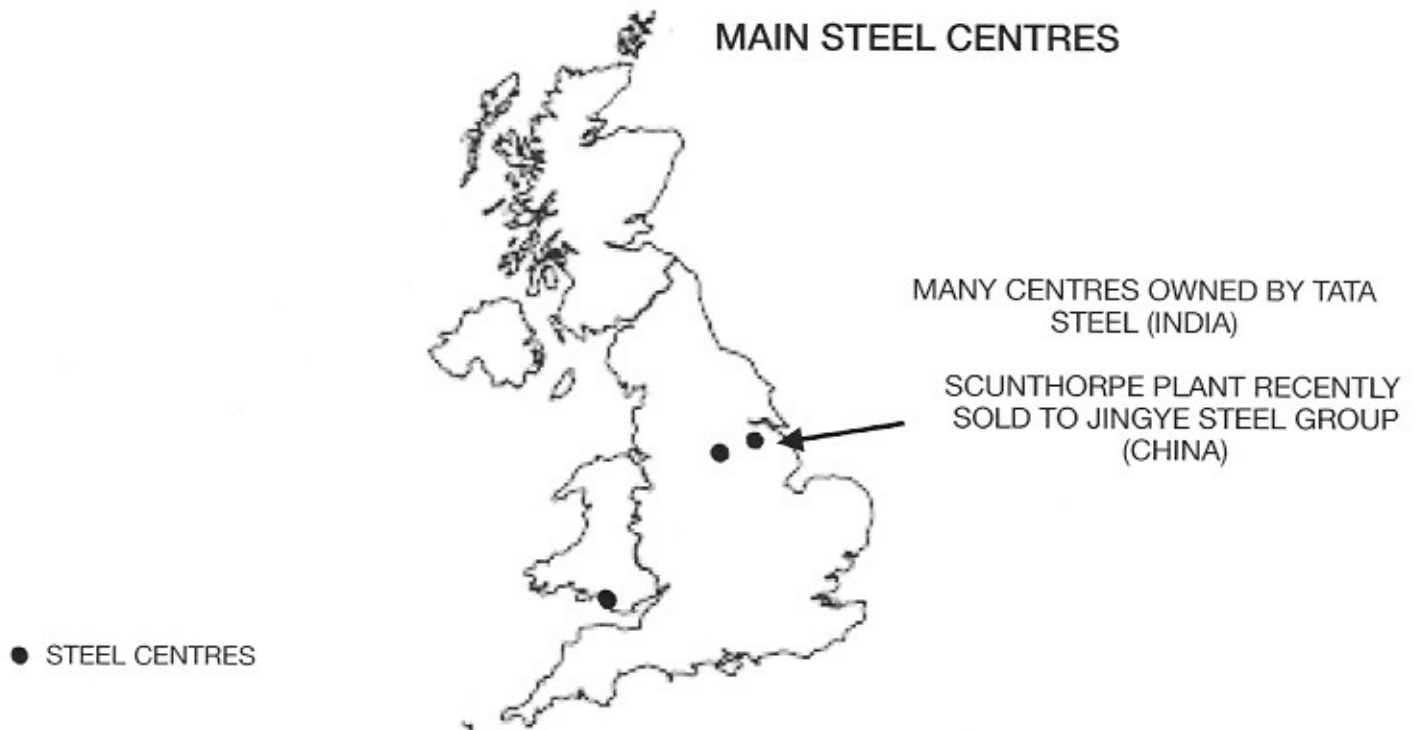 MAIN STEEL CENTRES
MANY CENTRES OWNED BY TATA
STEEL (INDIA)
SCUNTHORPE PLANT RECENTLY
SOLD TO JINGYE STEEL GROUP
(CHINA)
STEEL CENTRES